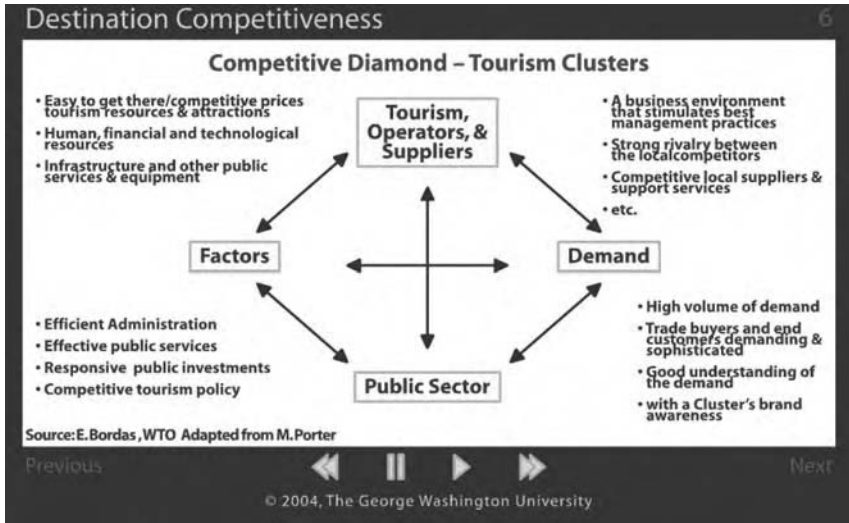 Destination Competitiveness
6
Competitive Diamond – Tourism Clusters
• Easy to get there/competitive prices
tourism resources & attractions
• Human, financial and technological
resources
• Infrastructure and other public
services & equipment
Tourism,
Operators, &
Suppliers
• A business environment
that stimulates best
management practices
• Strong rivalry between
the localcompetitors
• Competitive local suppliers &
support services
• etc.
Factors
Demand
• Efficient Administration
• Effective public services
• Responsive public investments
• Competitive tourism policy
Public Sector
• High volume of demand
• Trade buyers and end
customers demanding &
sophisticated
• Good understanding of
the demand
• with a Cluster's brand
awareness
Source:E.Bordas,WTO Adapted from M.Porter
Previous
Next
© 2004, The George Washington University